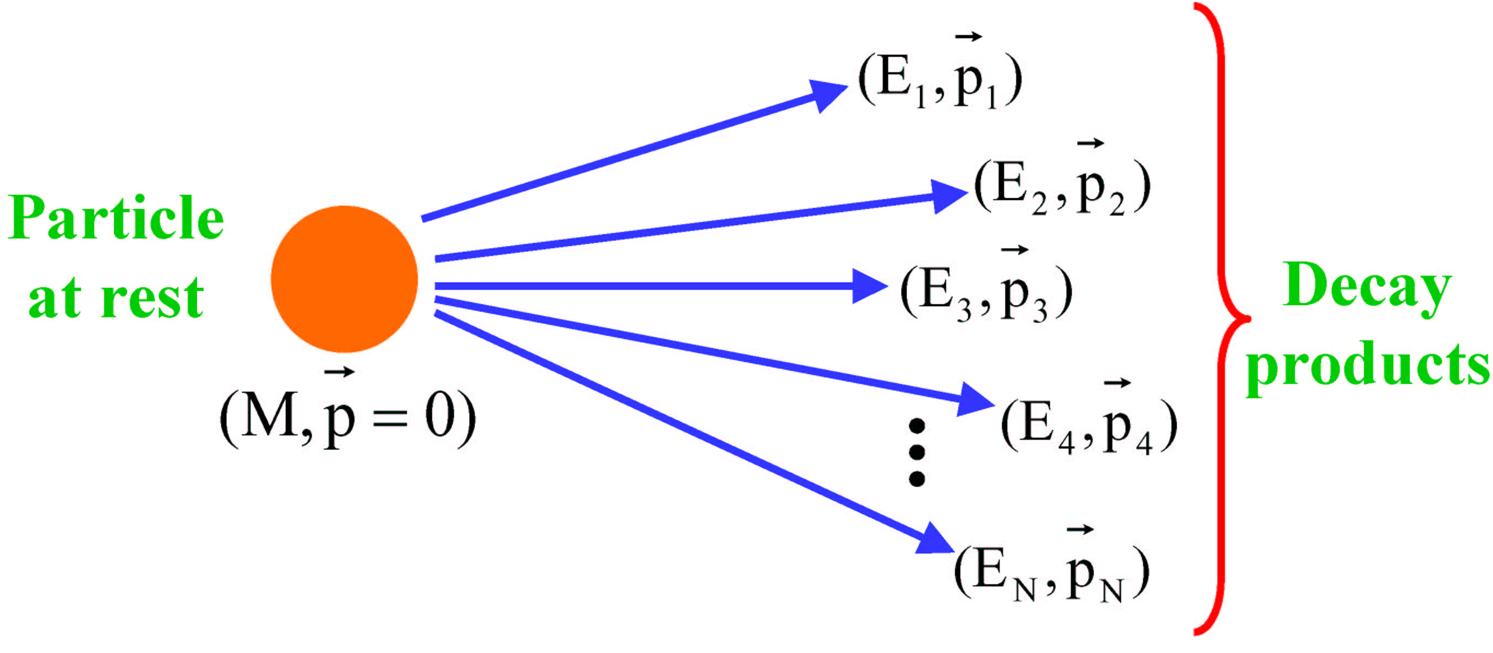 Particle
at rest
(M, p⃗ = 0)
(E₁, p⃗₁)
(E₂, p⃗₂)
(E₃, p⃗₃)
(E₄, p⃗₄)
(E_N, p⃗_N)
Decay
products